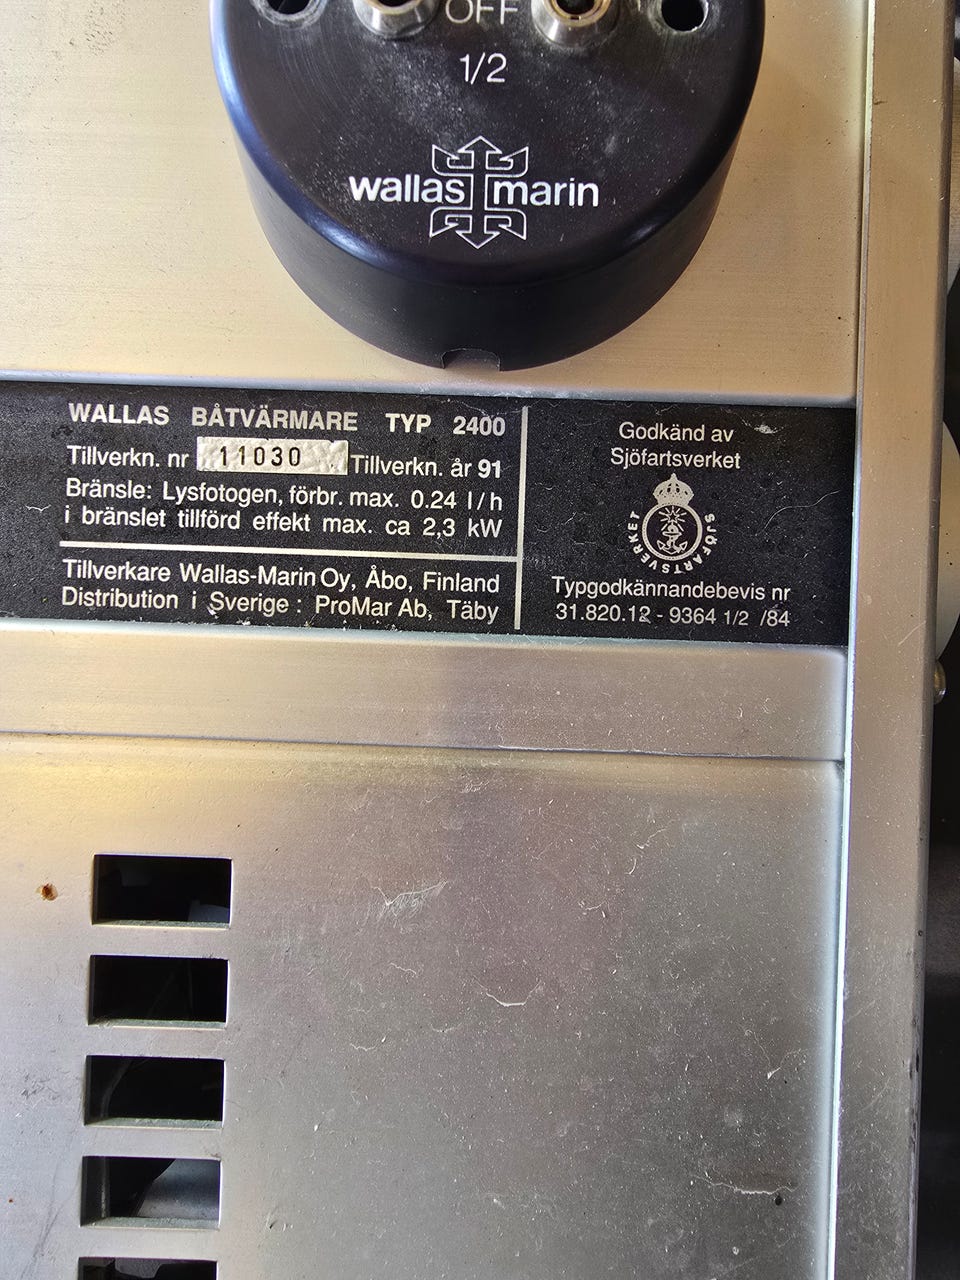 OFF
1/2
wallas marin
WALLAS BÅTVÄRMARE TYP 2400
Tillverkn. nr 11030 Tillverkn. år 91
Bränsle: Lysfotogen, förbr. max. 0.24 l/h
i bränslet tillförd effekt max. ca 2,3 kW
Tillverkare Wallas-Marin Oy, Åbo, Finland
Distribution i Sverige: ProMar Ab, Täby
Godkänd av
Sjöfartsverket
SJÖFARTSVERKET
Typgodkännandebevis nr
31.820.12 - 9364 1/2 /84